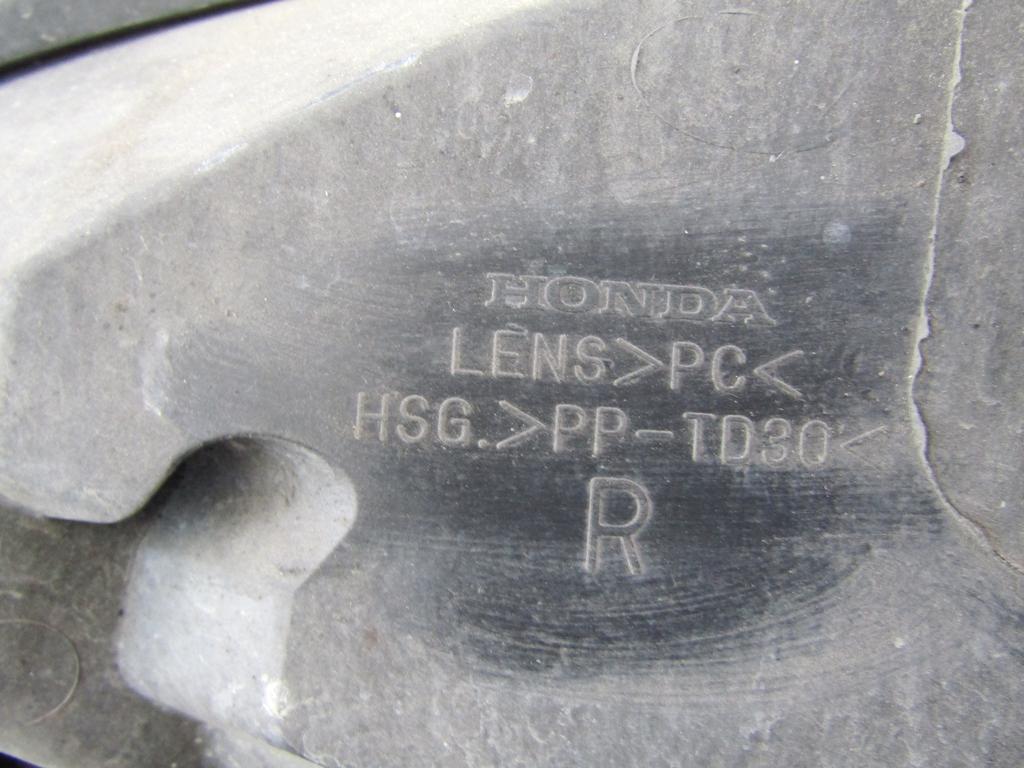 HONDA
LENS>PC<
HSG.>PP-TD30<
R